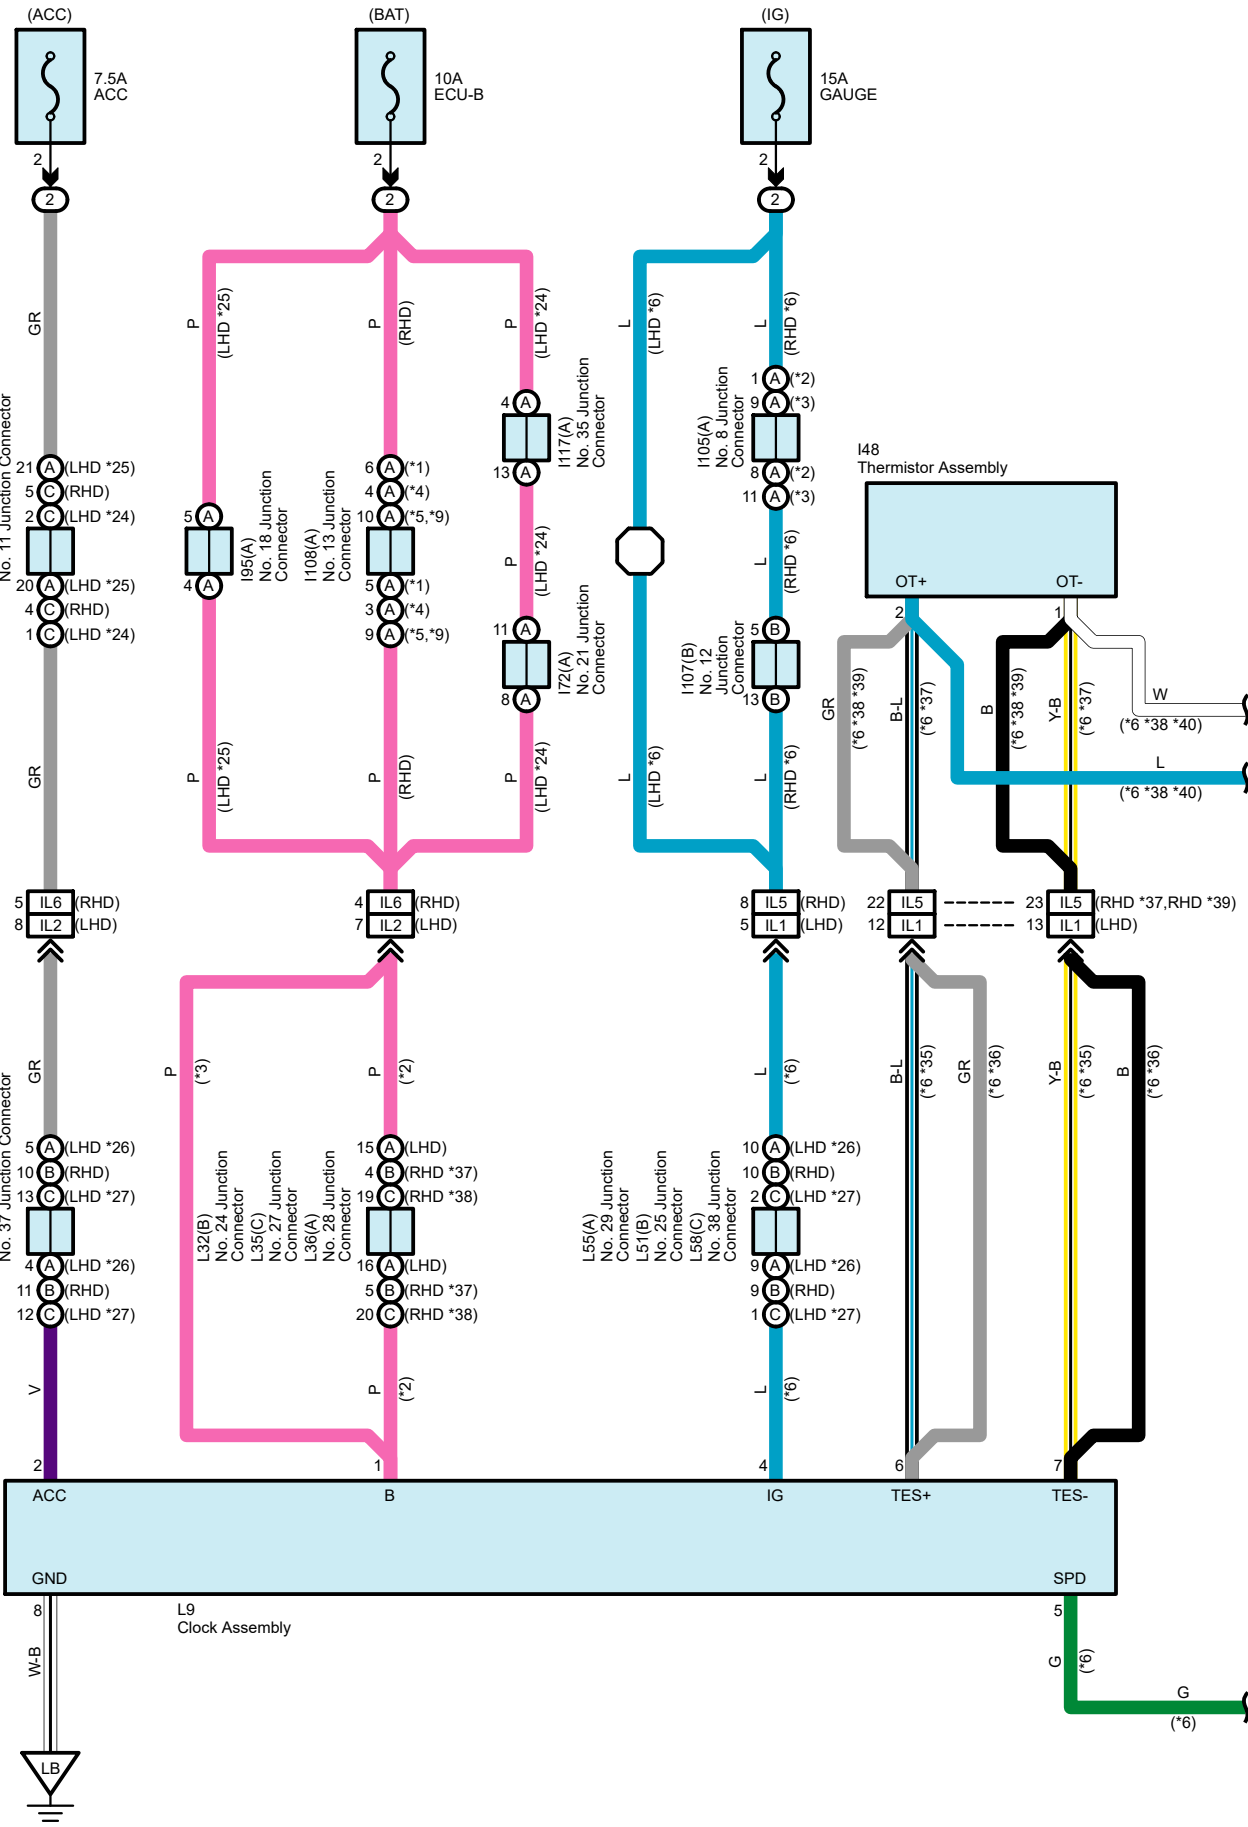 (ACC)
(BAT)
(IG)
7.5A
ACC
10A
ECU-B
15A
GAUGE
2
2
2
2
2
2
GR
P
(LHD *25)
P
(RHD)
P
(LHD *24)
L
(LHD *6)
L
(RHD *6)
No. 11 Junction Connector
21 A (LHD *25)
5 C (RHD)
2 C (LHD *24)
20 A (LHD *25)
4 C (RHD)
1 C (LHD *24)
5 A
4 A
I95(A)
No. 18 Junction
Connector
I108(A)
No. 13 Junction
Connector
6 A (*1)
4 A (*4)
10 A (*5,*9)
5 A (*1)
3 A (*4)
9 A (*5,*9)
4 A
13 A
I117(A)
No. 35 Junction
Connector
P
(LHD *24)
11 A
8 A
I72(A)
No. 21 Junction
Connector
I105(A)
No. 8 Junction
Connector
1 A (*2)
9 A (*3)
8 A (*2)
11 A (*3)
L
(RHD *6)
I107(B)
No. 12
Junction
Connector
5 B
13 B
I48
Thermistor Assembly
OT+
OT-
2
1
GR
(*6 *38 *39)
B-L
(*6 *37)
B
(*6 *38 *39)
Y-B
(*6 *37)
W
(*6 *38 *40)
L
(*6 *38 *40)
GR
P
(LHD *25)
P
(RHD)
P
(LHD *24)
L
(LHD *6)
L
(RHD *6)
5 IL6 (RHD)
8 IL2 (LHD)
4 IL6 (RHD)
7 IL2 (LHD)
8 IL5 (RHD)
5 IL1 (LHD)
22 IL5
12 IL1
23 IL5 (RHD *37,RHD *39)
13 IL1 (LHD)
GR
P
(*3)
P
(*2)
L
(*6)
B-L
(*6 *35)
GR
(*6 *36)
Y-B
(*6 *35)
B
(*6 *36)
No. 37 Junction Connector
5 A (LHD *26)
10 B (RHD)
13 C (LHD *27)
4 A (LHD *26)
11 B (RHD)
12 C (LHD *27)
L32(B)
No. 24 Junction
Connector
L35(C)
No. 27 Junction
Connector
L36(A)
No. 28 Junction
Connector
15 A (LHD)
4 B (RHD *37)
19 C (RHD *38)
16 A (LHD)
5 B (RHD *37)
20 C (RHD *38)
L55(A)
No. 29 Junction
Connector
L51(B)
No. 25 Junction
Connector
L58(C)
No. 38 Junction
Connector
10 A (LHD *26)
10 B (RHD)
2 C (LHD *27)
9 A (LHD *26)
9 B (RHD)
1 C (LHD *27)
V
P
(*2)
L
(*6)
2
1
4
6
7
ACC
B
IG
TES+
TES-
GND
SPD
8
5
L9
Clock Assembly
W-B
G
(*6)
G
(*6)
LB